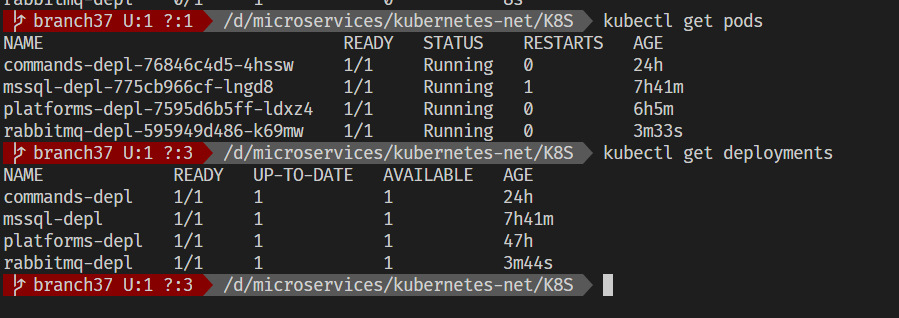 rabbitmq-depl 0/1 1 0 8s
branch37 U:1 ?:1 /d/microservices/kubernetes-net/K8S kubectl get pods
NAME READY STATUS RESTARTS AGE
commands-depl-76846c4d5-4hssw 1/1 Running 0 24h
mssql-depl-775cb966cf-lngd8 1/1 Running 1 7h41m
platforms-depl-7595d6b5ff-ldxz4 1/1 Running 0 6h5m
rabbitmq-depl-595949d486-k69mw 1/1 Running 0 3m33s
branch37 U:1 ?:3 /d/microservices/kubernetes-net/K8S kubectl get deployments
NAME READY UP-TO-DATE AVAILABLE AGE
commands-depl 1/1 1 1 24h
mssql-depl 1/1 1 1 7h41m
platforms-depl 1/1 1 1 47h
rabbitmq-depl 1/1 1 1 3m44s
branch37 U:1 ?:3 /d/microservices/kubernetes-net/K8S